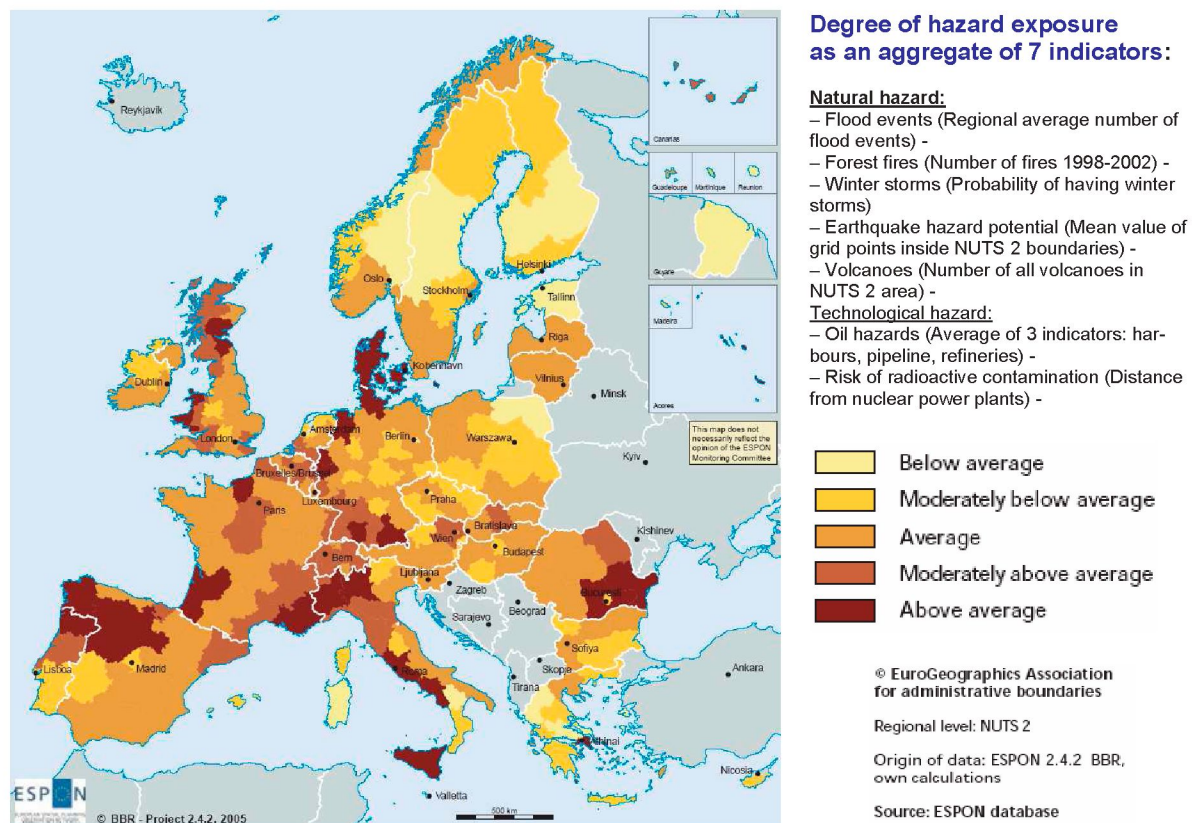 Degree of hazard exposure
as an aggregate of 7 indicators:
Natural hazard:
– Flood events (Regional average number of
flood events) -
– Forest fires (Number of fires 1998-2002) -
– Winter storms (Probability of having winter
storms)
– Earthquake hazard potential (Mean value of
grid points inside NUTS 2 boundaries) -
– Volcanoes (Number of all volcanoes in
NUTS 2 area) -
Technological hazard:
– Oil hazards (Average of 3 indicators: har-
bours, pipeline, refineries) -
– Risk of radioactive contamination (Distance
from nuclear power plants) -
Below average
Moderately below average
Average
Moderately above average
Above average
© EuroGeographics Association
for administrative boundaries
Regional level: NUTS 2
Origin of data: ESPON 2.4.2 BBR,
own calculations
Source: ESPON database
Reykjavik
Canarias
Guadeloupe
Martinique
Reunion
Guyane
Madeira
Acores
This map does not
necessarily reflect the
opinion of the ESPON
Monitoring Committee
Oslo
Helsinki
Stockholm
Tallinn
Riga
Kobenhavn
Vilnius
Minsk
Dublin
London
Amsterdam
Berlin
Warszawa
Kyiv
Bruxelles/Brussel
Luxembourg
Praha
Paris
Wien
Bratislava
Kishinev
Bern
Budapest
Ljubljana
Zagreb
Bucuresti
Beograd
Sarajevo
Sofiya
Skopje
Lisboa
Madrid
Roma
Tirana
Ankara
Athinai
Nicosia
Valletta
ESPON
500 km
© BBR - Project 2.4.2, 2005